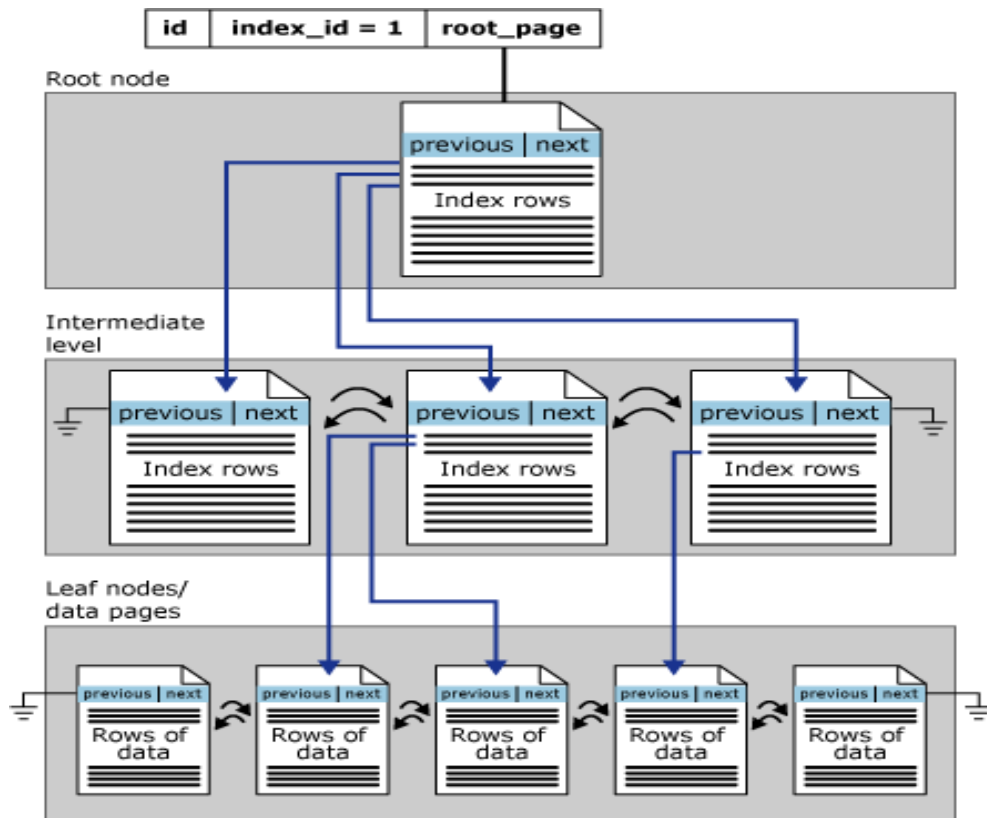 id index_id = 1 root_page
Root node
previous next
Index rows
Intermediate
level
previous next previous next previous next
Index rows Index rows Index rows
Leaf nodes/
data pages
previous next previous next previous next previous next previous next
Rows of Rows of Rows of Rows of Rows of
data data data data data